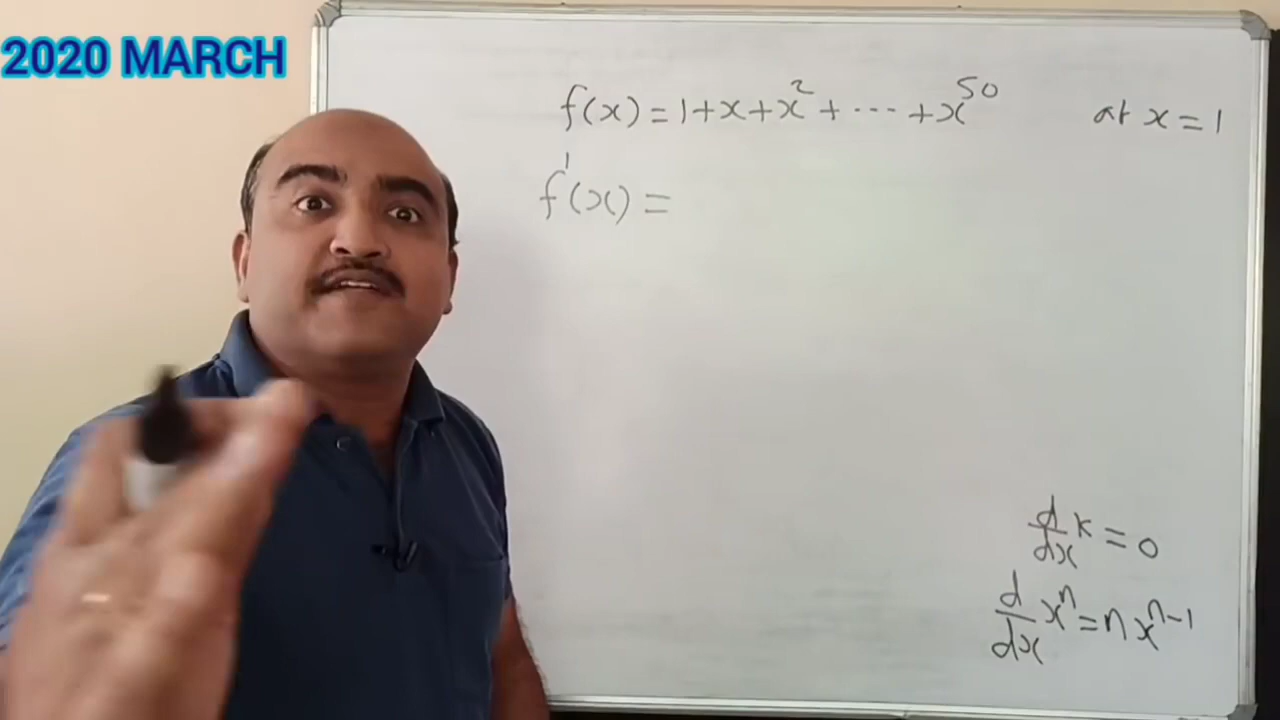 2020 MARCH
f(x) = 1+x+x² + ··· +x⁵⁰ at x = 1
f'(x) =
d/dx k = 0
d/dx xⁿ = n xⁿ⁻¹